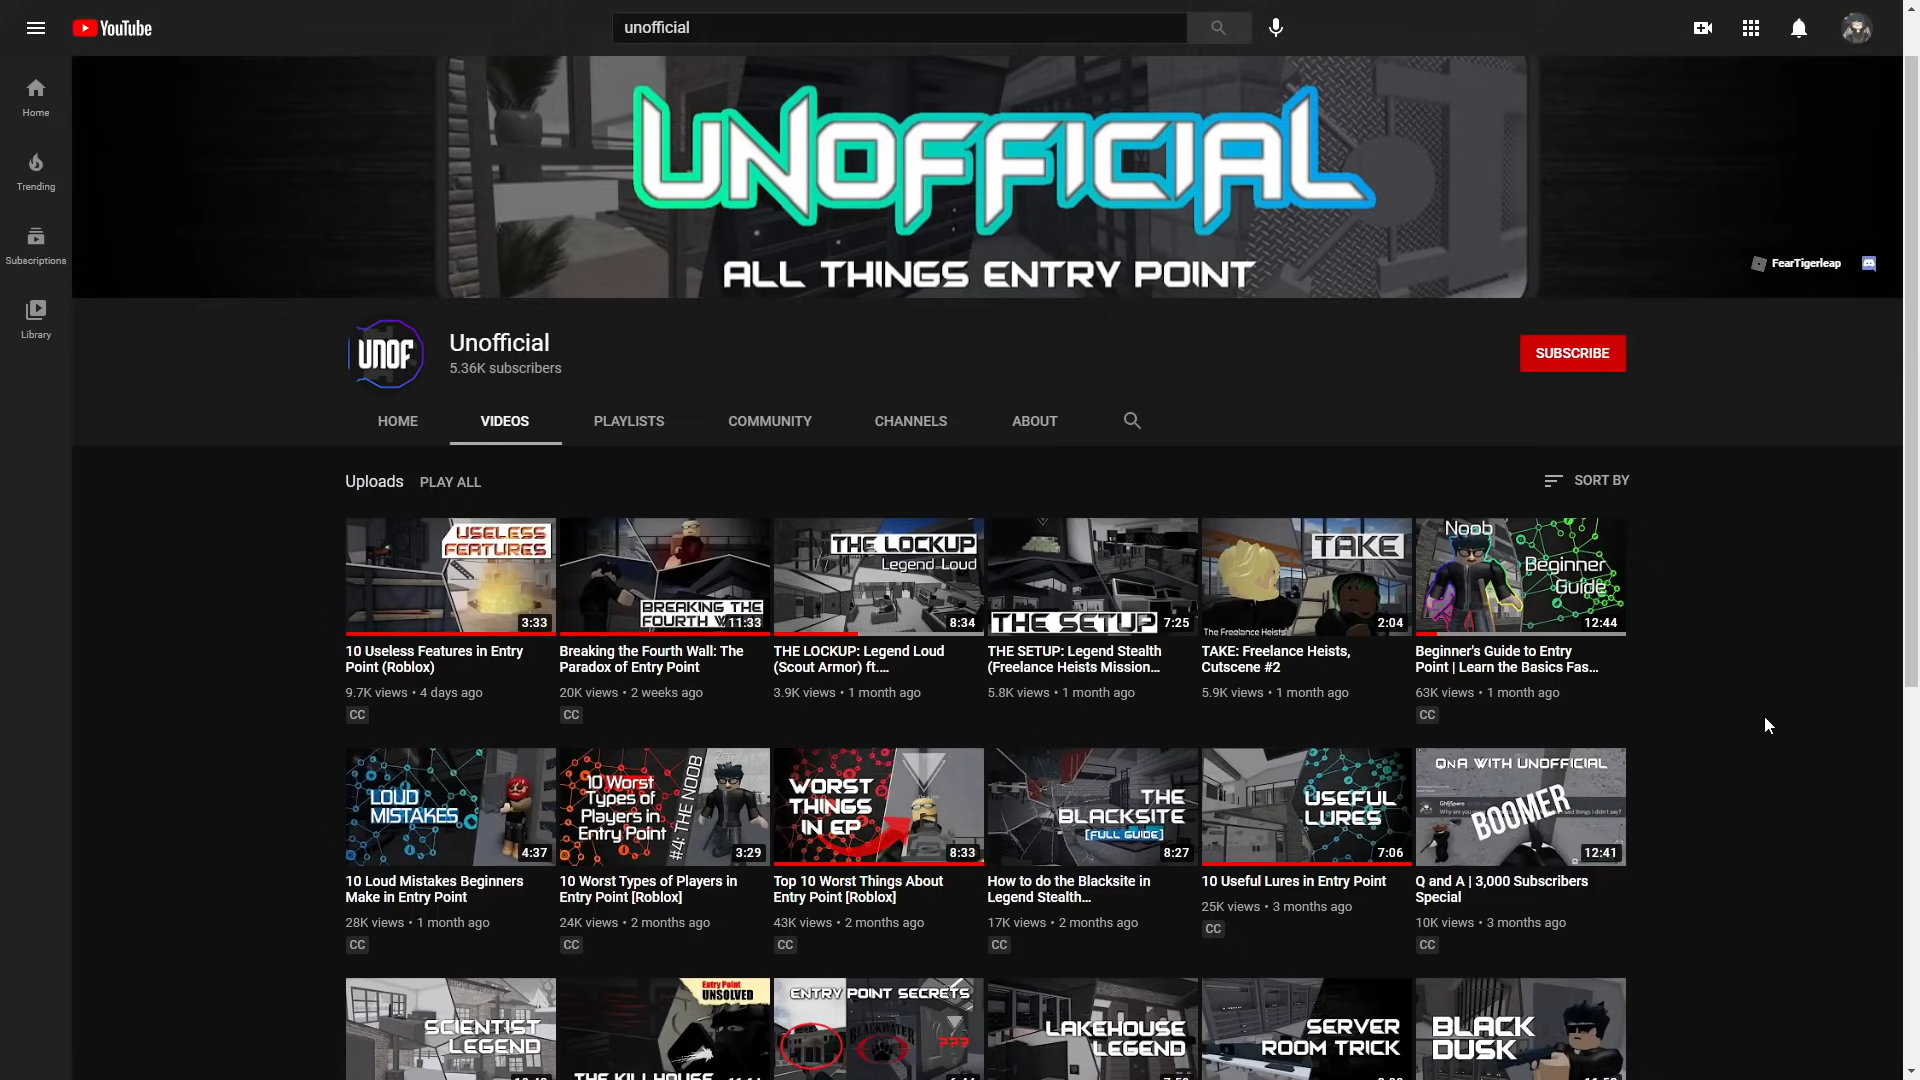 YouTube
unofficial
Home
Trending
Subscriptions
Library
UNOFFICIAL
ALL THINGS ENTRY POINT
FearTigerleap
UNOF
Unofficial
5.36K subscribers
SUBSCRIBE
HOME
VIDEOS
PLAYLISTS
COMMUNITY
CHANNELS
ABOUT
Uploads
PLAY ALL
SORT BY
USELESS
FEATURES
3:33
10 Useless Features in Entry
Point (Roblox)
9.7K views • 4 days ago
CC
BREAKING THE
FOURTH
11:33
Breaking the Fourth Wall: The
Paradox of Entry Point
20K views • 2 weeks ago
CC
THE LOCKUP
Legend Loud
8:34
THE LOCKUP: Legend Loud
(Scout Armor) ft....
3.9K views • 1 month ago
THE SETUP
7:25
THE SETUP: Legend Stealth
(Freelance Heists Mission...
5.8K views • 1 month ago
TAKE
The Freelance Heists
2:04
TAKE: Freelance Heists,
Cutscene #2
5.9K views • 1 month ago
Noob
Beginner
Guide
12:44
Beginner's Guide to Entry
Point | Learn the Basics Fas...
63K views • 1 month ago
CC
LOUD
MISTAKES
4:37
10 Loud Mistakes Beginners
Make in Entry Point
28K views • 1 month ago
CC
10 Worst
Types of
Players in
Entry Point
#4: THE NOOB
3:29
10 Worst Types of Players in
Entry Point [Roblox]
24K views • 2 months ago
CC
WORST
THINGS
IN EP
8:33
Top 10 Worst Things About
Entry Point [Roblox]
43K views • 2 months ago
CC
THE
BLACKSITE
[FULL GUIDE]
8:27
How to do the Blacksite in
Legend Stealth...
17K views • 2 months ago
CC
USEFUL
LURES
7:06
10 Useful Lures in Entry Point
25K views • 3 months ago
CC
QNA WITH UNOFFICIAL
BOOMER
12:41
Q and A | 3,000 Subscribers
Special
10K views • 3 months ago
CC
SCIENTIST
LEGEND
Entry Point
UNSOLVED
THE KILLHOUSE
ENTRY POINT SECRETS
BLACKWATER
???
LAKEHOUSE
LEGEND
SERVER
ROOM TRICK
BLACK
DUSK